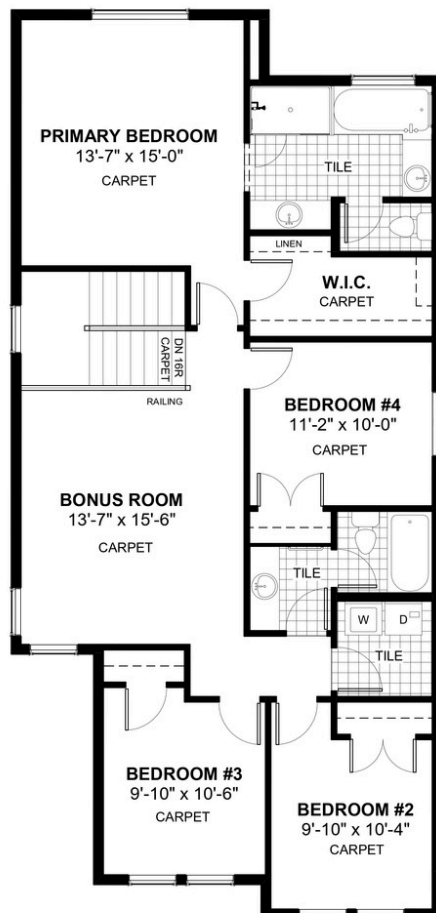 PRIMARY BEDROOM
13'-7" x 15'-0"
CARPET
TILE
LINEN
W.I.C.
CARPET
DN 16R
CARPET
RAILING
BEDROOM #4
11'-2" x 10'-0"
CARPET
BONUS ROOM
13'-7" x 15'-6"
CARPET
TILE
W
D
TILE
BEDROOM #3
9'-10" x 10'-6"
CARPET
BEDROOM #2
9'-10" x 10'-4"
CARPET